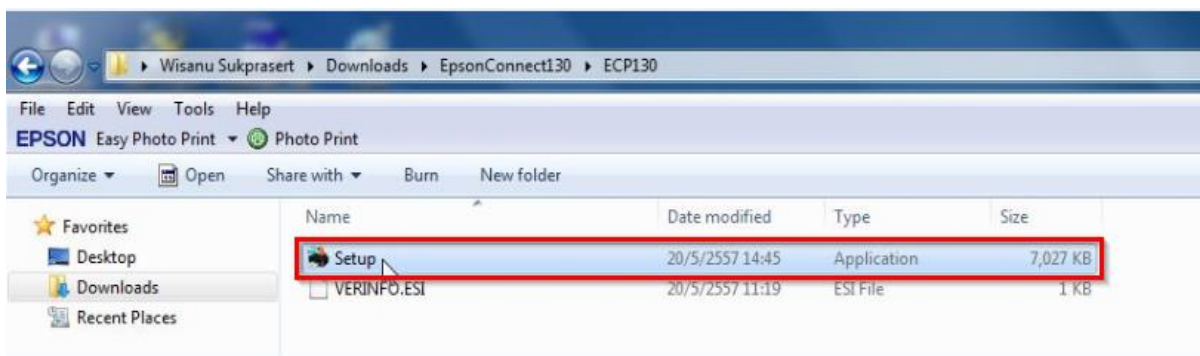 Wisanu Sukprasert Downloads EpsonConnect130 ECP130
File Edit View Tools Help
EPSON Easy Photo Print Photo Print
Organize Open Share with Burn New folder
Favorites
Desktop
Downloads
Recent Places
Name Date modified Type Size
Setup 20/5/2557 14:45 Application 7,027 KB
VERINFO.ESI 20/5/2557 11:19 ESI File 1 KB